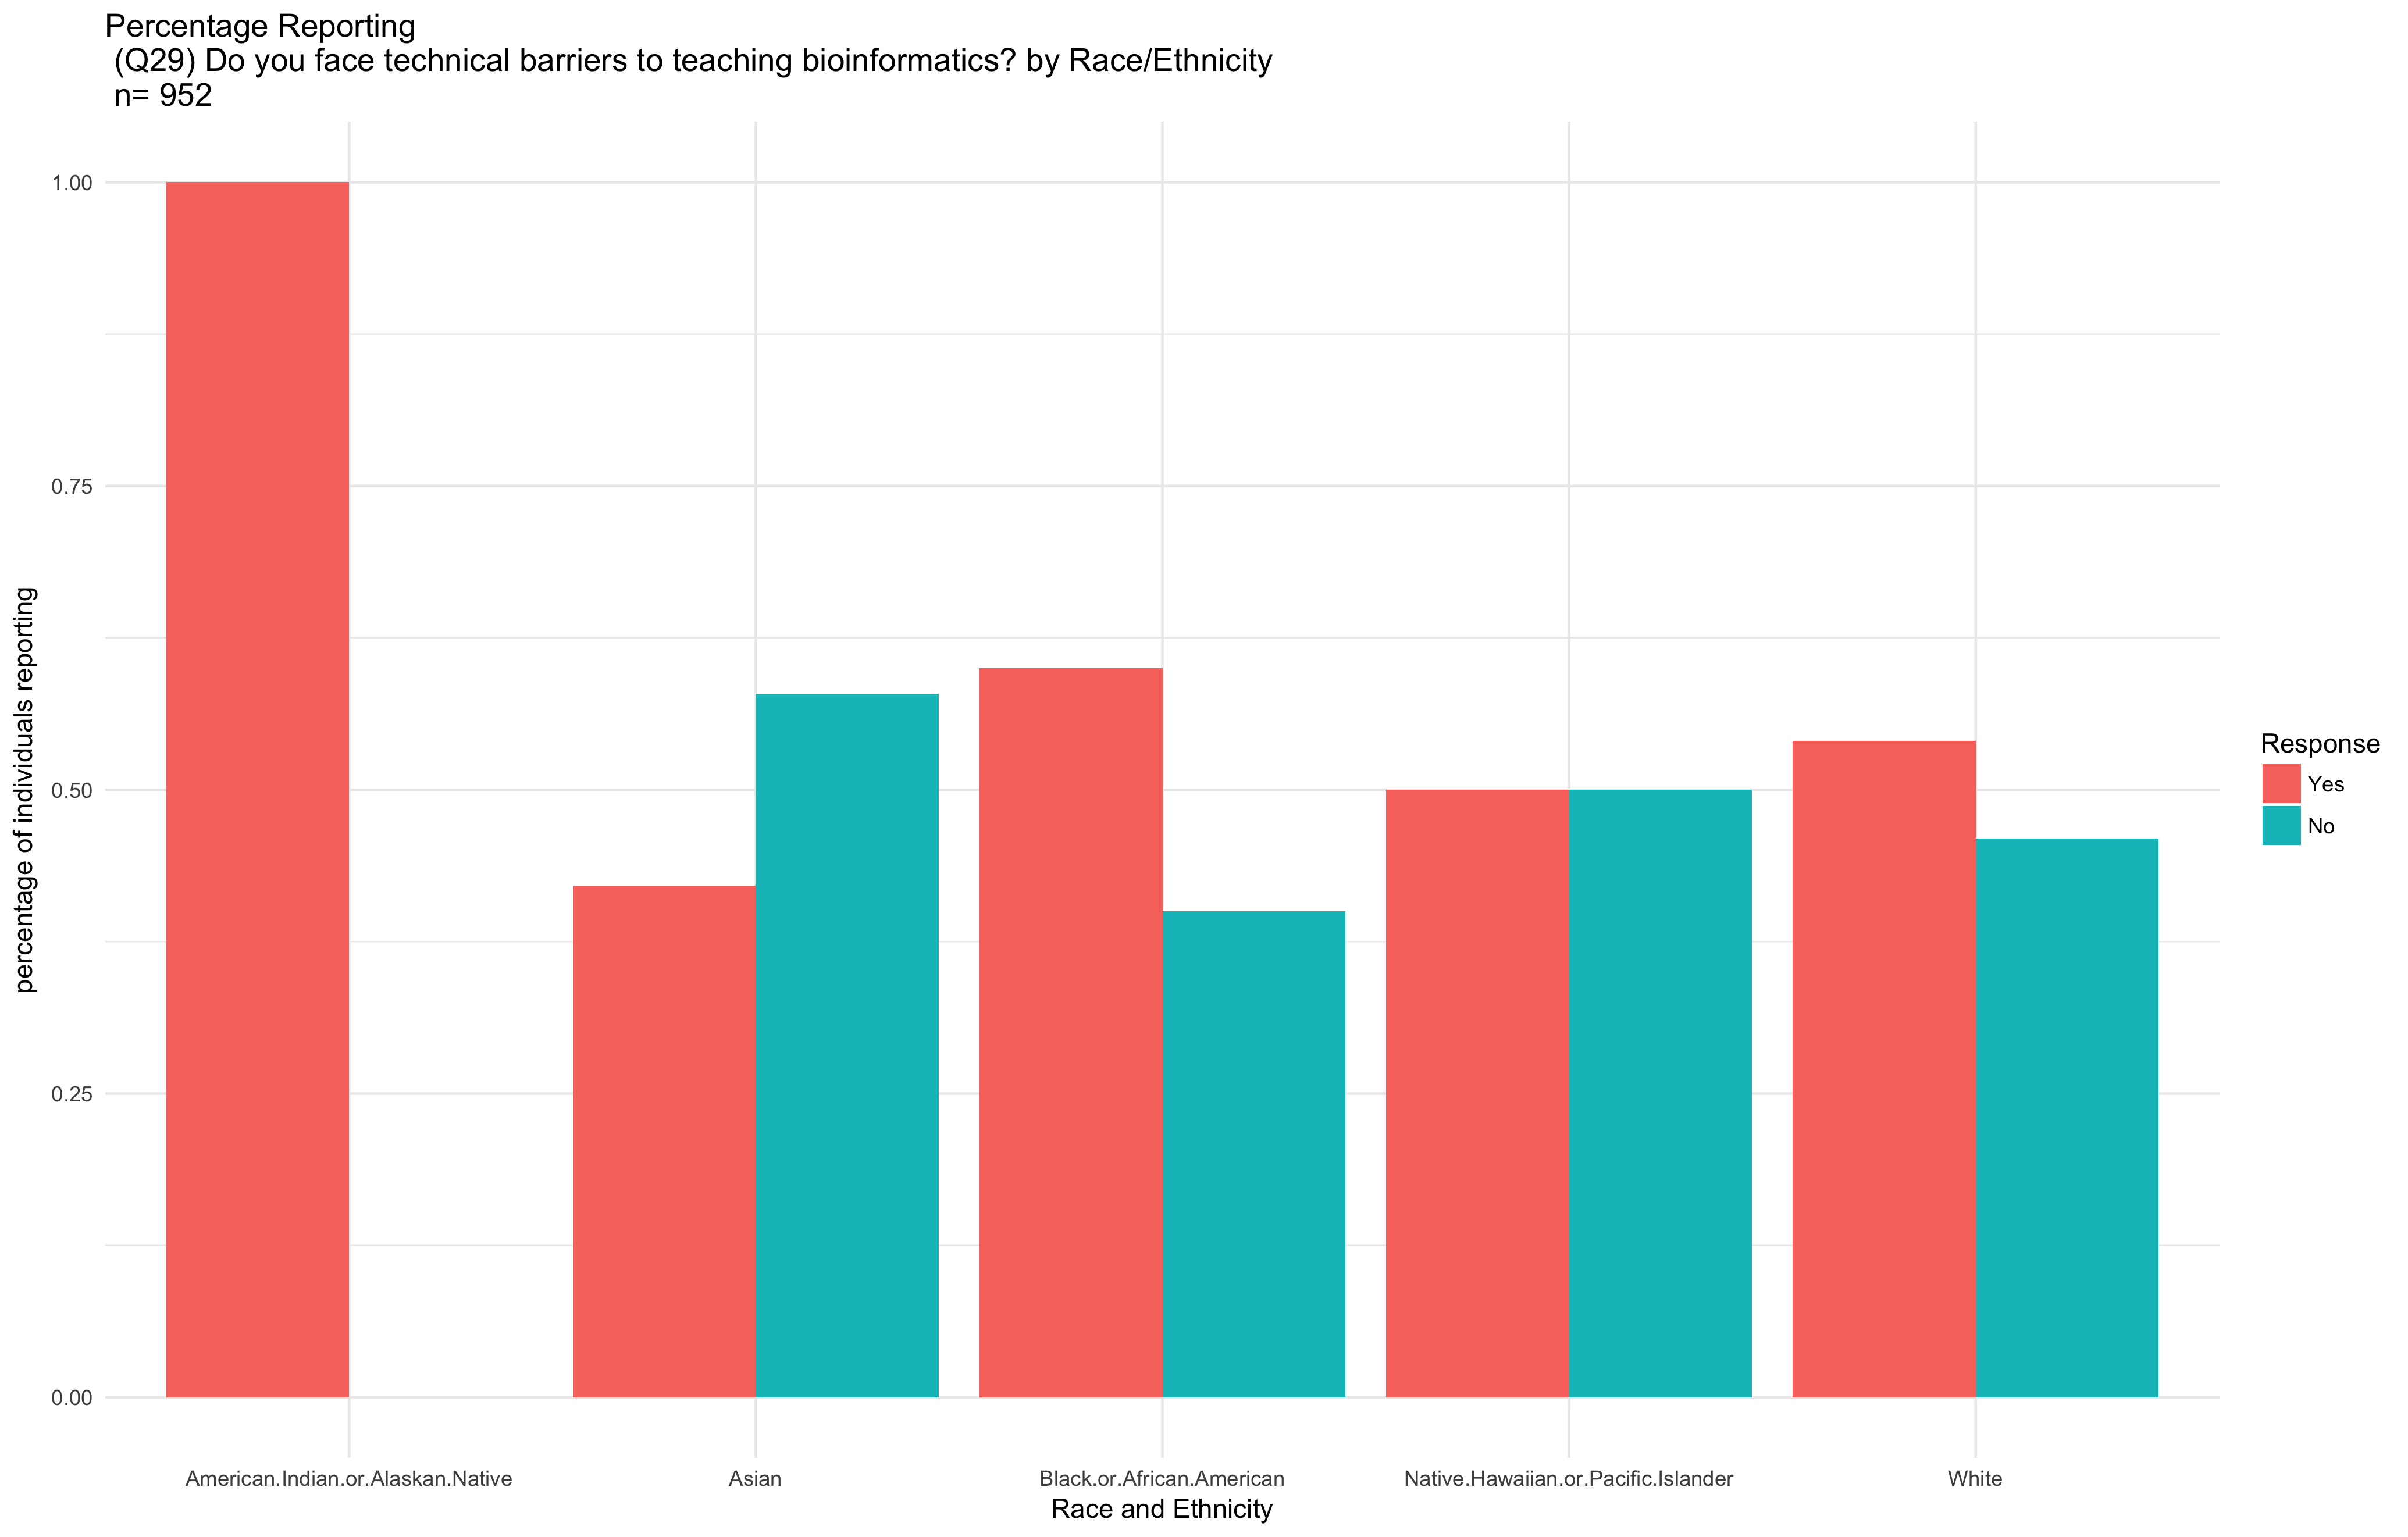 Percentage Reporting
(Q29) Do you face technical barriers to teaching bioinformatics? by Race/Ethnicity
n= 952
percentage of individuals reporting
1.00
0.75
0.50
0.25
0.00
American.Indian.or.Alaskan.Native
Asian
Black.or.African.American
Native.Hawaiian.or.Pacific.Islander
White
Race and Ethnicity
Response
Yes
No